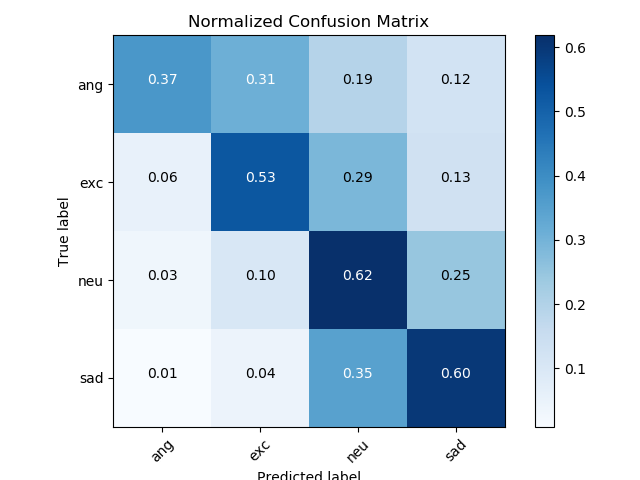 Normalized Confusion Matrix
True label
ang 0.37 0.31 0.19 0.12
exc 0.06 0.53 0.29 0.13
neu 0.03 0.10 0.62 0.25
sad 0.01 0.04 0.35 0.60
ang exc neu sad
Predicted label
0.6
0.5
0.4
0.3
0.2
0.1